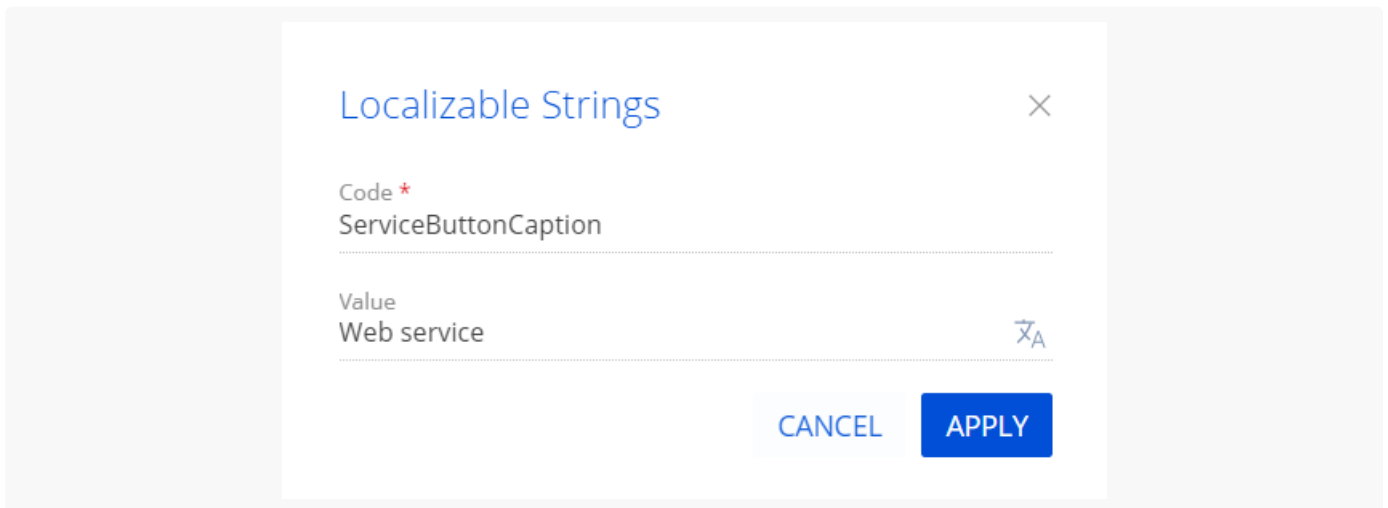 Localizable Strings
Code *
ServiceButtonCaption
Value
Web service
CANCEL APPLY